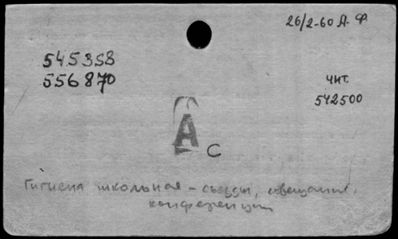 26/2-60 А. Ф
545358
556870
чит.
542500
А С
Гигиена школьная - съезды, совещания,
конференции